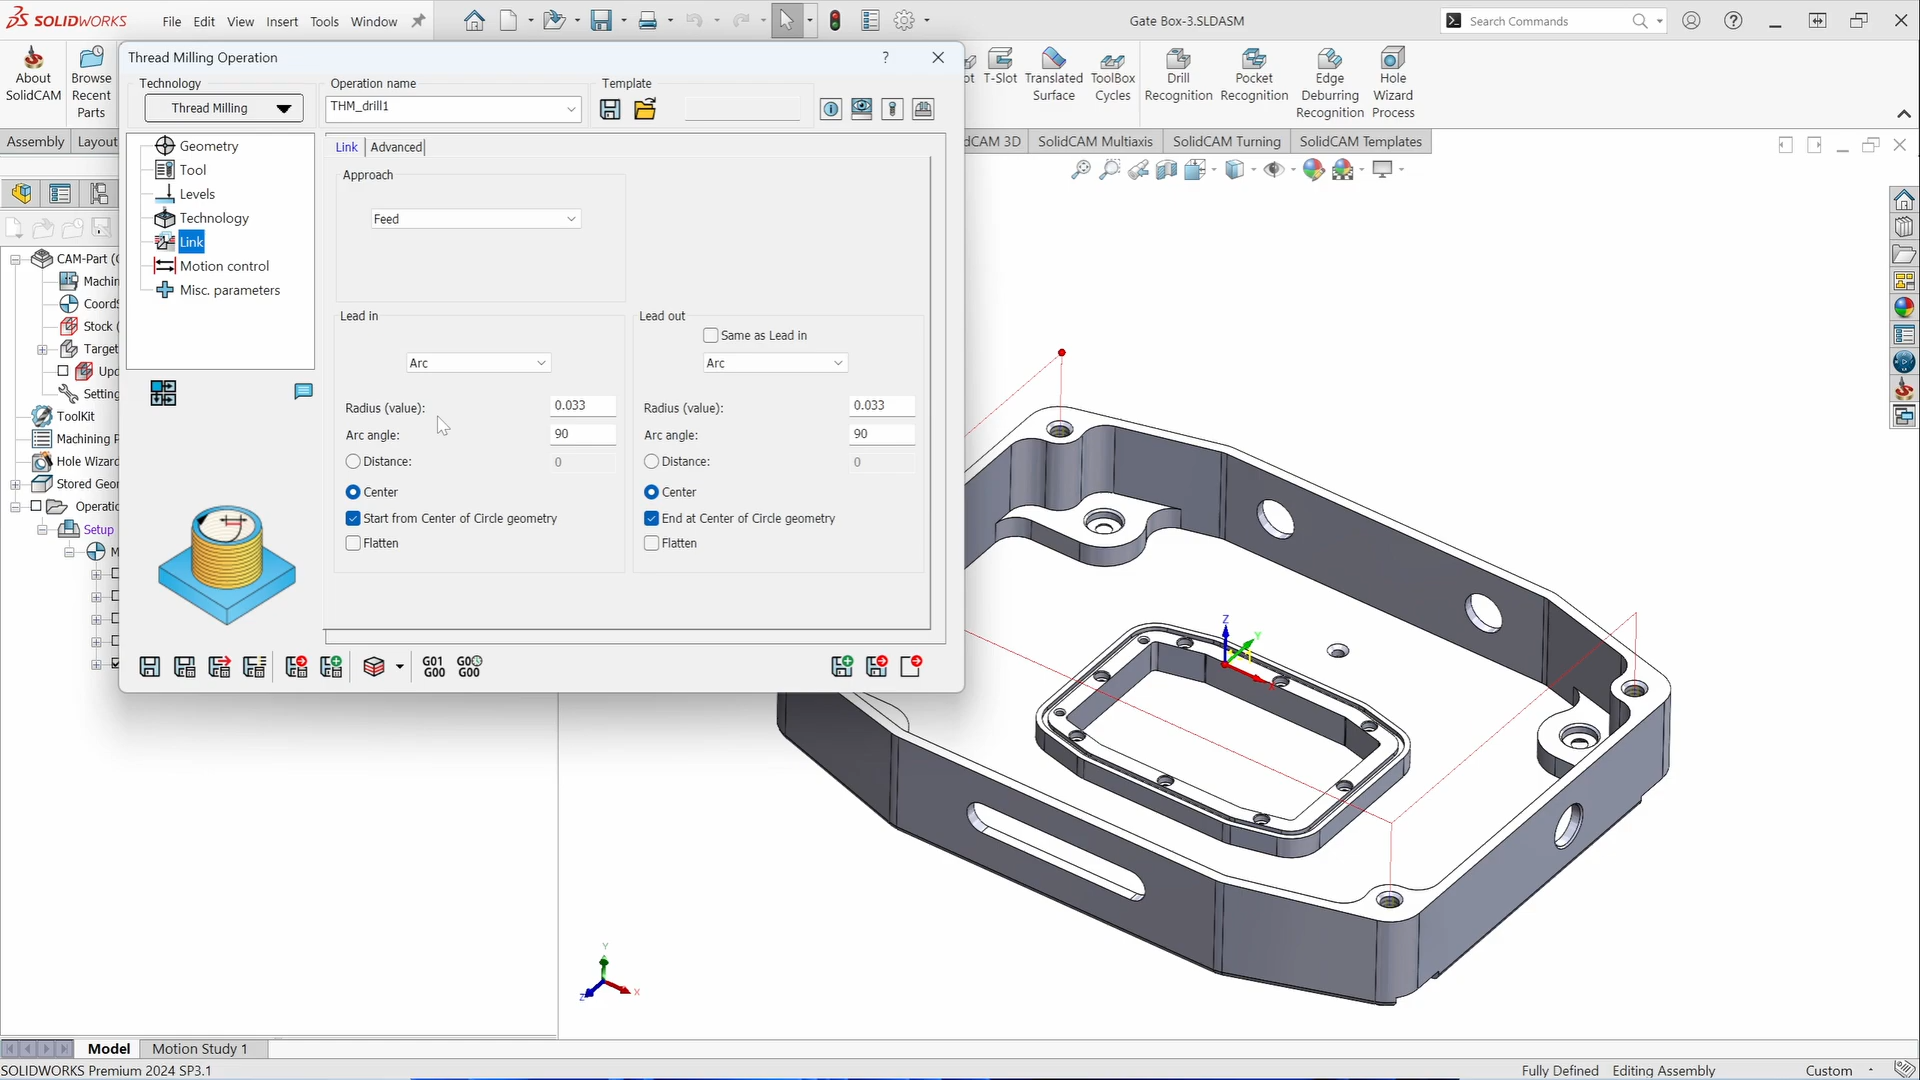 SOLIDWORKS
File
Edit
View
Insert
Tools
Window
Gate Box-3.SLDASM
Search Commands
About
SolidCAM
Browse
Recent
Parts
T-Slot
Translated
Surface
ToolBox
Cycles
Drill
Recognition
Pocket
Recognition
Edge
Deburring
Recognition
Hole
Wizard
Process
Assembly
Layout
dCAM 3D
SolidCAM Multiaxis
SolidCAM Turning
SolidCAM Templates
Thread Milling Operation
?
Technology
Thread Milling
Operation name
THM_drill1
Template
Geometry
Tool
Levels
Technology
Link
Motion control
Misc. parameters
Link
Advanced
Approach
Feed
Lead in
Arc
Radius (value):
0.033
Arc angle:
90
Distance:
0
Center
Start from Center of Circle geometry
Flatten
Lead out
Same as Lead in
Arc
Radius (value):
0.033
Arc angle:
90
Distance:
0
Center
End at Center of Circle geometry
Flatten
G01
G00
G00
G00
CAM-Part (
Machin
CoordS
Stock (
Target
Upd
Setting
ToolKit
Machining P
Hole Wizard
Stored Geor
Operatio
Setup
M
Z
Y
X
Y
X
Z
Model
Motion Study 1
SOLIDWORKS Premium 2024 SP3.1
Fully Defined
Editing Assembly
Custom